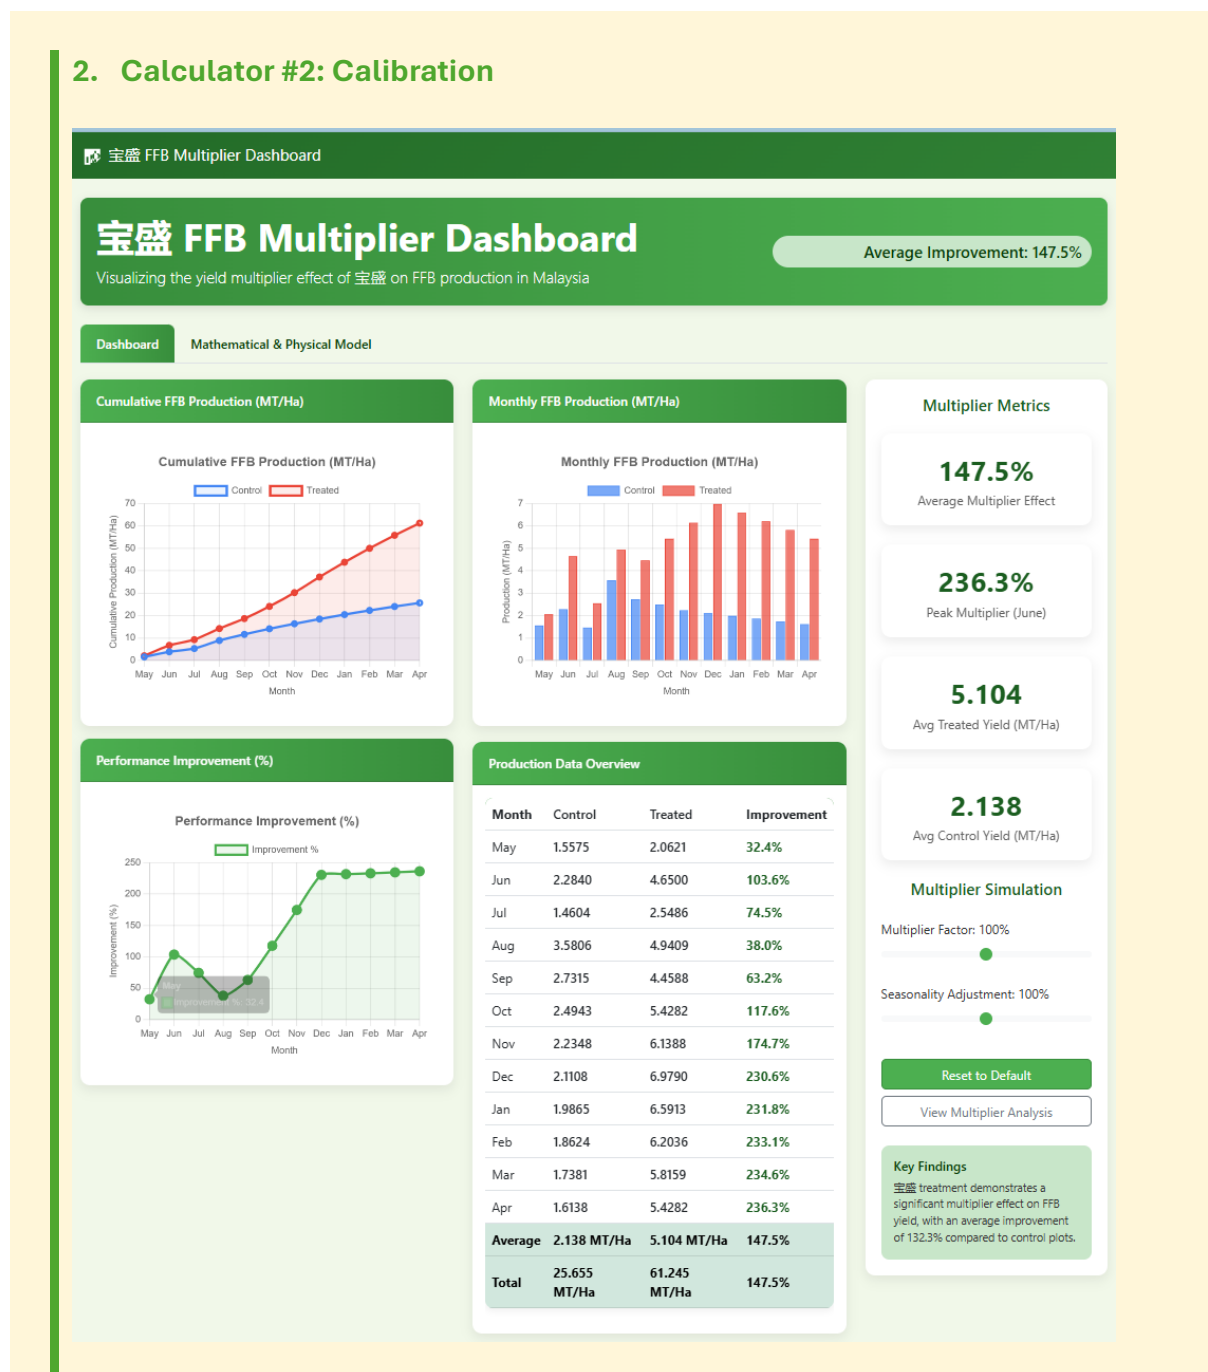 2. Calculator #2: Calibration
宝盛 FFB Multiplier Dashboard
宝盛 FFB Multiplier Dashboard
Visualizing the yield multiplier effect of 宝盛 on FFB production in Malaysia
Average Improvement: 147.5%
Dashboard
Mathematical & Physical Model
Cumulative FFB Production (MT/Ha)
Cumulative FFB Production (MT/Ha)
Control Treated
Cumulative Production (MT/Ha)
70
60
50
40
30
20
10
0
May Jun Jul Aug Sep Oct Nov Dec Jan Feb Mar Apr
Month
Monthly FFB Production (MT/Ha)
Monthly FFB Production (MT/Ha)
Control Treated
Production (MT/Ha)
7
6
5
4
3
2
1
0
May Jun Jul Aug Sep Oct Nov Dec Jan Feb Mar Apr
Month
Performance Improvement (%)
Performance Improvement (%)
Improvement %
Improvement (%)
250
200
150
100
50
0
May
Improvement %: 32.4
May Jun Jul Aug Sep Oct Nov Dec Jan Feb Mar Apr
Month
Production Data Overview
Month Control Treated Improvement
May 1.5575 2.0621 32.4%
Jun 2.2840 4.6500 103.6%
Jul 1.4604 2.5486 74.5%
Aug 3.5806 4.9409 38.0%
Sep 2.7315 4.4588 63.2%
Oct 2.4943 5.4282 117.6%
Nov 2.2348 6.1388 174.7%
Dec 2.1108 6.9790 230.6%
Jan 1.9865 6.5913 231.8%
Feb 1.8624 6.2036 233.1%
Mar 1.7381 5.8159 234.6%
Apr 1.6138 5.4282 236.3%
Average 2.138 MT/Ha 5.104 MT/Ha 147.5%
Total 25.655 MT/Ha 61.245 MT/Ha 147.5%
Multiplier Metrics
147.5%
Average Multiplier Effect
236.3%
Peak Multiplier (June)
5.104
Avg Treated Yield (MT/Ha)
2.138
Avg Control Yield (MT/Ha)
Multiplier Simulation
Multiplier Factor: 100%
Seasonality Adjustment: 100%
Reset to Default
View Multiplier Analysis
Key Findings
宝盛 treatment demonstrates a
significant multiplier effect on FFB
yield, with an average improvement
of 132.3% compared to control plots.